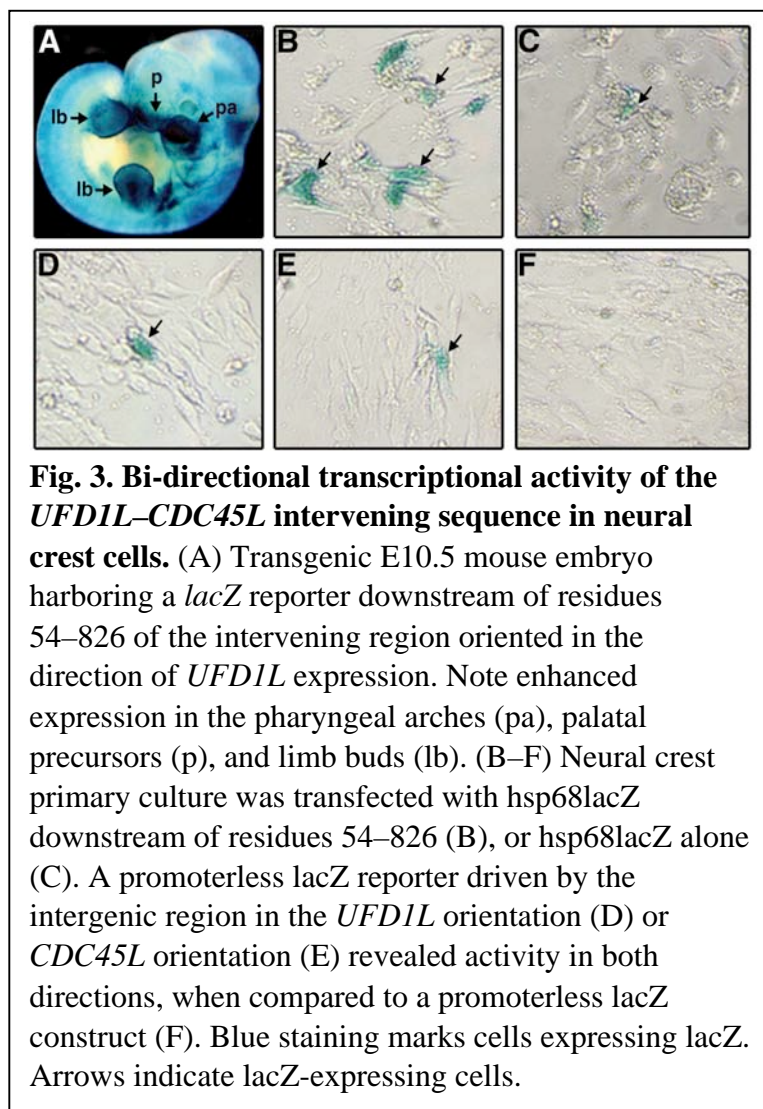 A
p
pa
lb
lb
B
C
D
E
F
Fig. 3. Bi-directional transcriptional activity of the
UFD1L–CDC45L intervening sequence in neural
crest cells. (A) Transgenic E10.5 mouse embryo
harboring a lacZ reporter downstream of residues
54–826 of the intervening region oriented in the
direction of UFD1L expression. Note enhanced
expression in the pharyngeal arches (pa), palatal
precursors (p), and limb buds (lb). (B–F) Neural crest
primary culture was transfected with hsp68lacZ
downstream of residues 54–826 (B), or hsp68lacZ alone
(C). A promoterless lacZ reporter driven by the
intergenic region in the UFD1L orientation (D) or
CDC45L orientation (E) revealed activity in both
directions, when compared to a promoterless lacZ
construct (F). Blue staining marks cells expressing lacZ.
Arrows indicate lacZ-expressing cells.